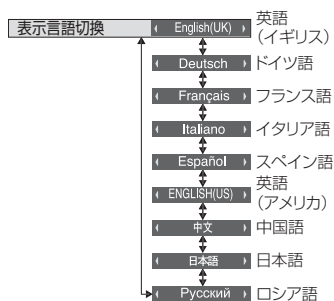 表示言語切換 English(UK) 英語
（イギリス）
Deutsch ドイツ語
Français フランス語
Italiano イタリア語
Español スペイン語
ENGLISH(US) 英語
（アメリカ）
中文 中国語
日本語 日本語
Русский ロシア語